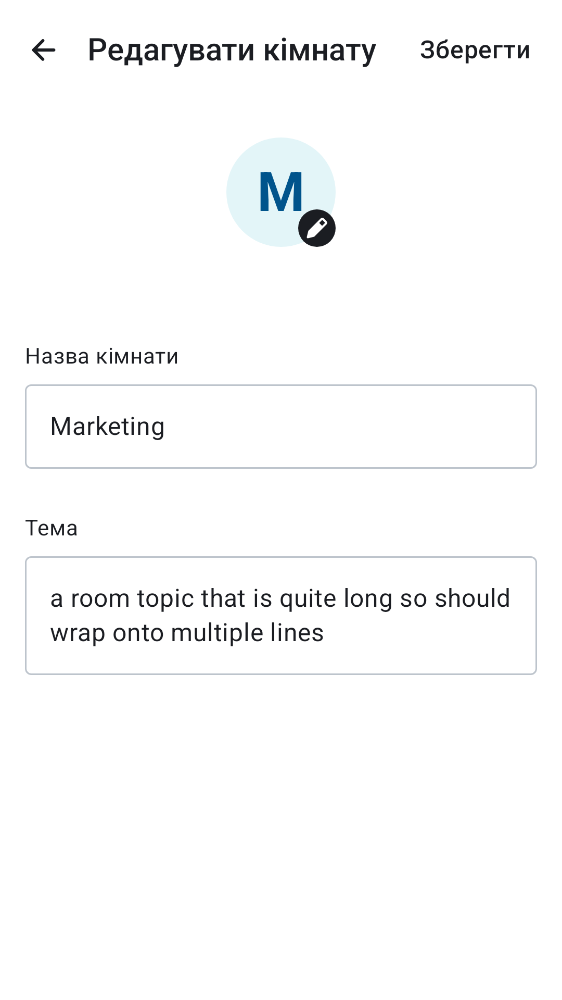 Редагувати кімнату Зберегти
M
Назва кімнати
Marketing
Тема
a room topic that is quite long so should
wrap onto multiple lines